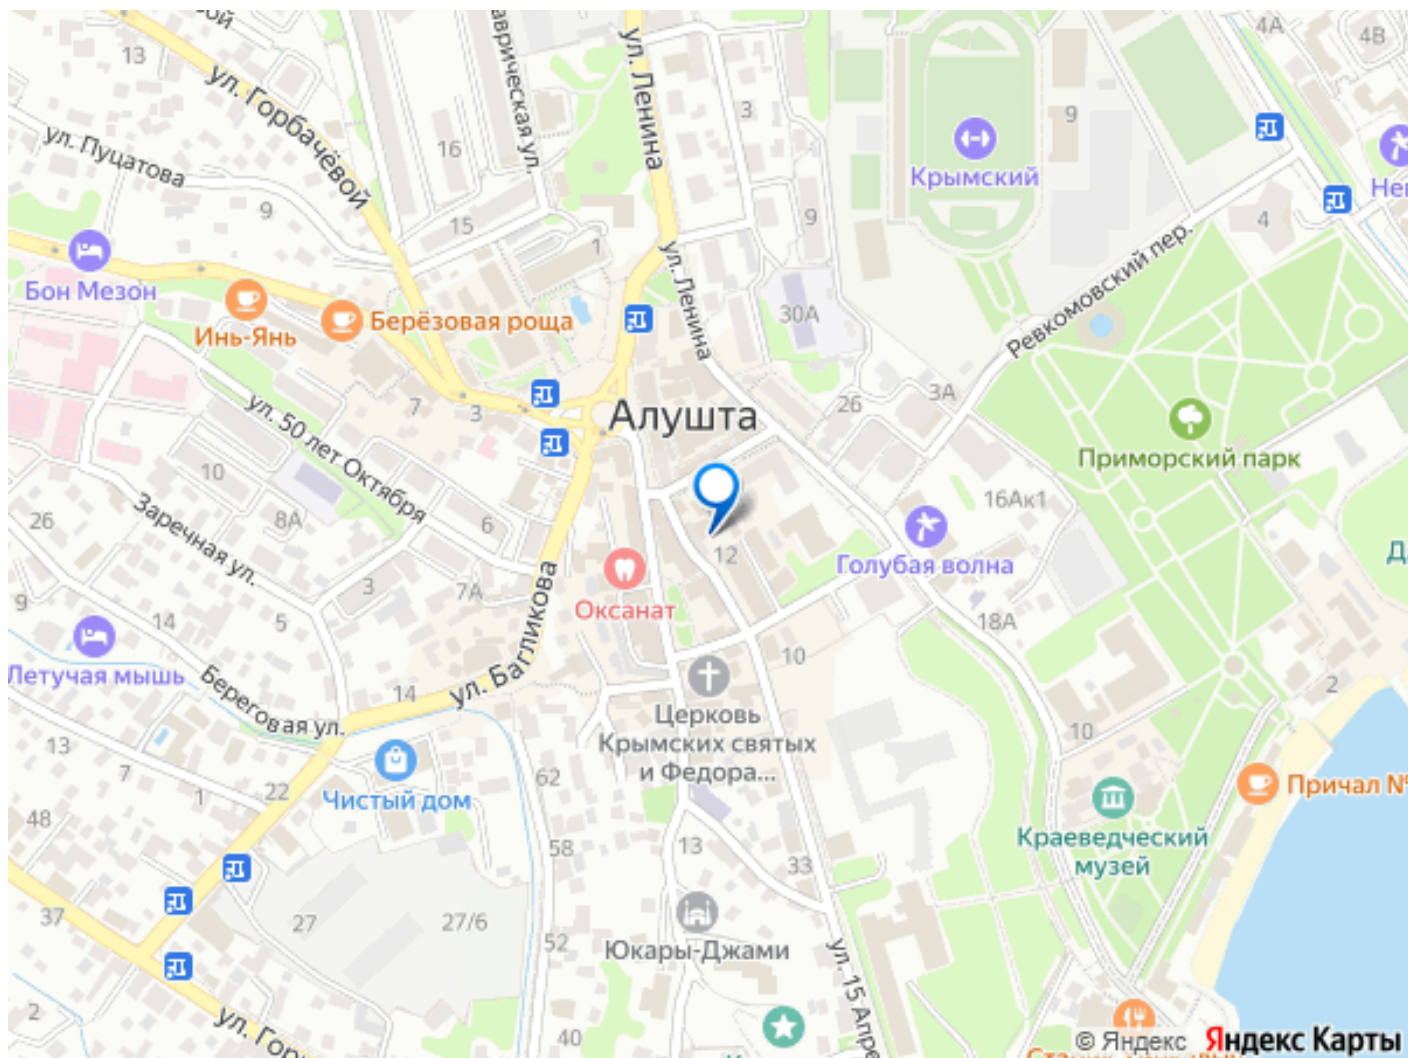 4А
4В
ой
13
аврическая ул.
ул. Ленина
ул. Горбачёвой
3
9
ул. Пуцатова
16
Крымский
9
15
9
4
1
ул. Ленина
Ревкомовский пер.
Бон Мезон
Инь-Янь
Берёзовая роща
30А
7
3
Алушта
26
3А
ул. 50 лет Октября
Приморский парк
10
16Ак1
26
8А
6
Заречная ул.
12
Голубая волна
3
7А
Оксанат
9
14
5
18А
ул. Багликова
Летучая мышь
Береговая ул.
14
10
2
Церковь
Крымских святых
и Федора...
10
13
7
1
22
Чистый дом
62
Причал №
48
58
13
33
Краеведческий
музей
37
27
27/6
52
Юкары-Джами
ул. 15 Апре
2
40
© Яндекс
Яндекс Карты